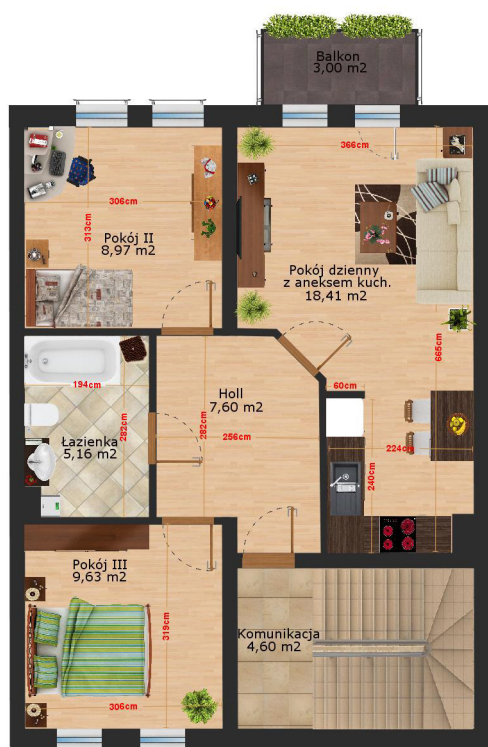 Balkon
3,00 m2
366cm
306cm
313cm
Pokój II
8,97 m2
Pokój dzienny
z aneksem kuch.
18,41 m2
665cm
194cm
282cm
Łazienka
5,16 m2
Holl
7,60 m2
282cm
256cm
60cm
224cm
240cm
Pokój III
9,63 m2
319cm
306cm
Komunikacja
4,60 m2